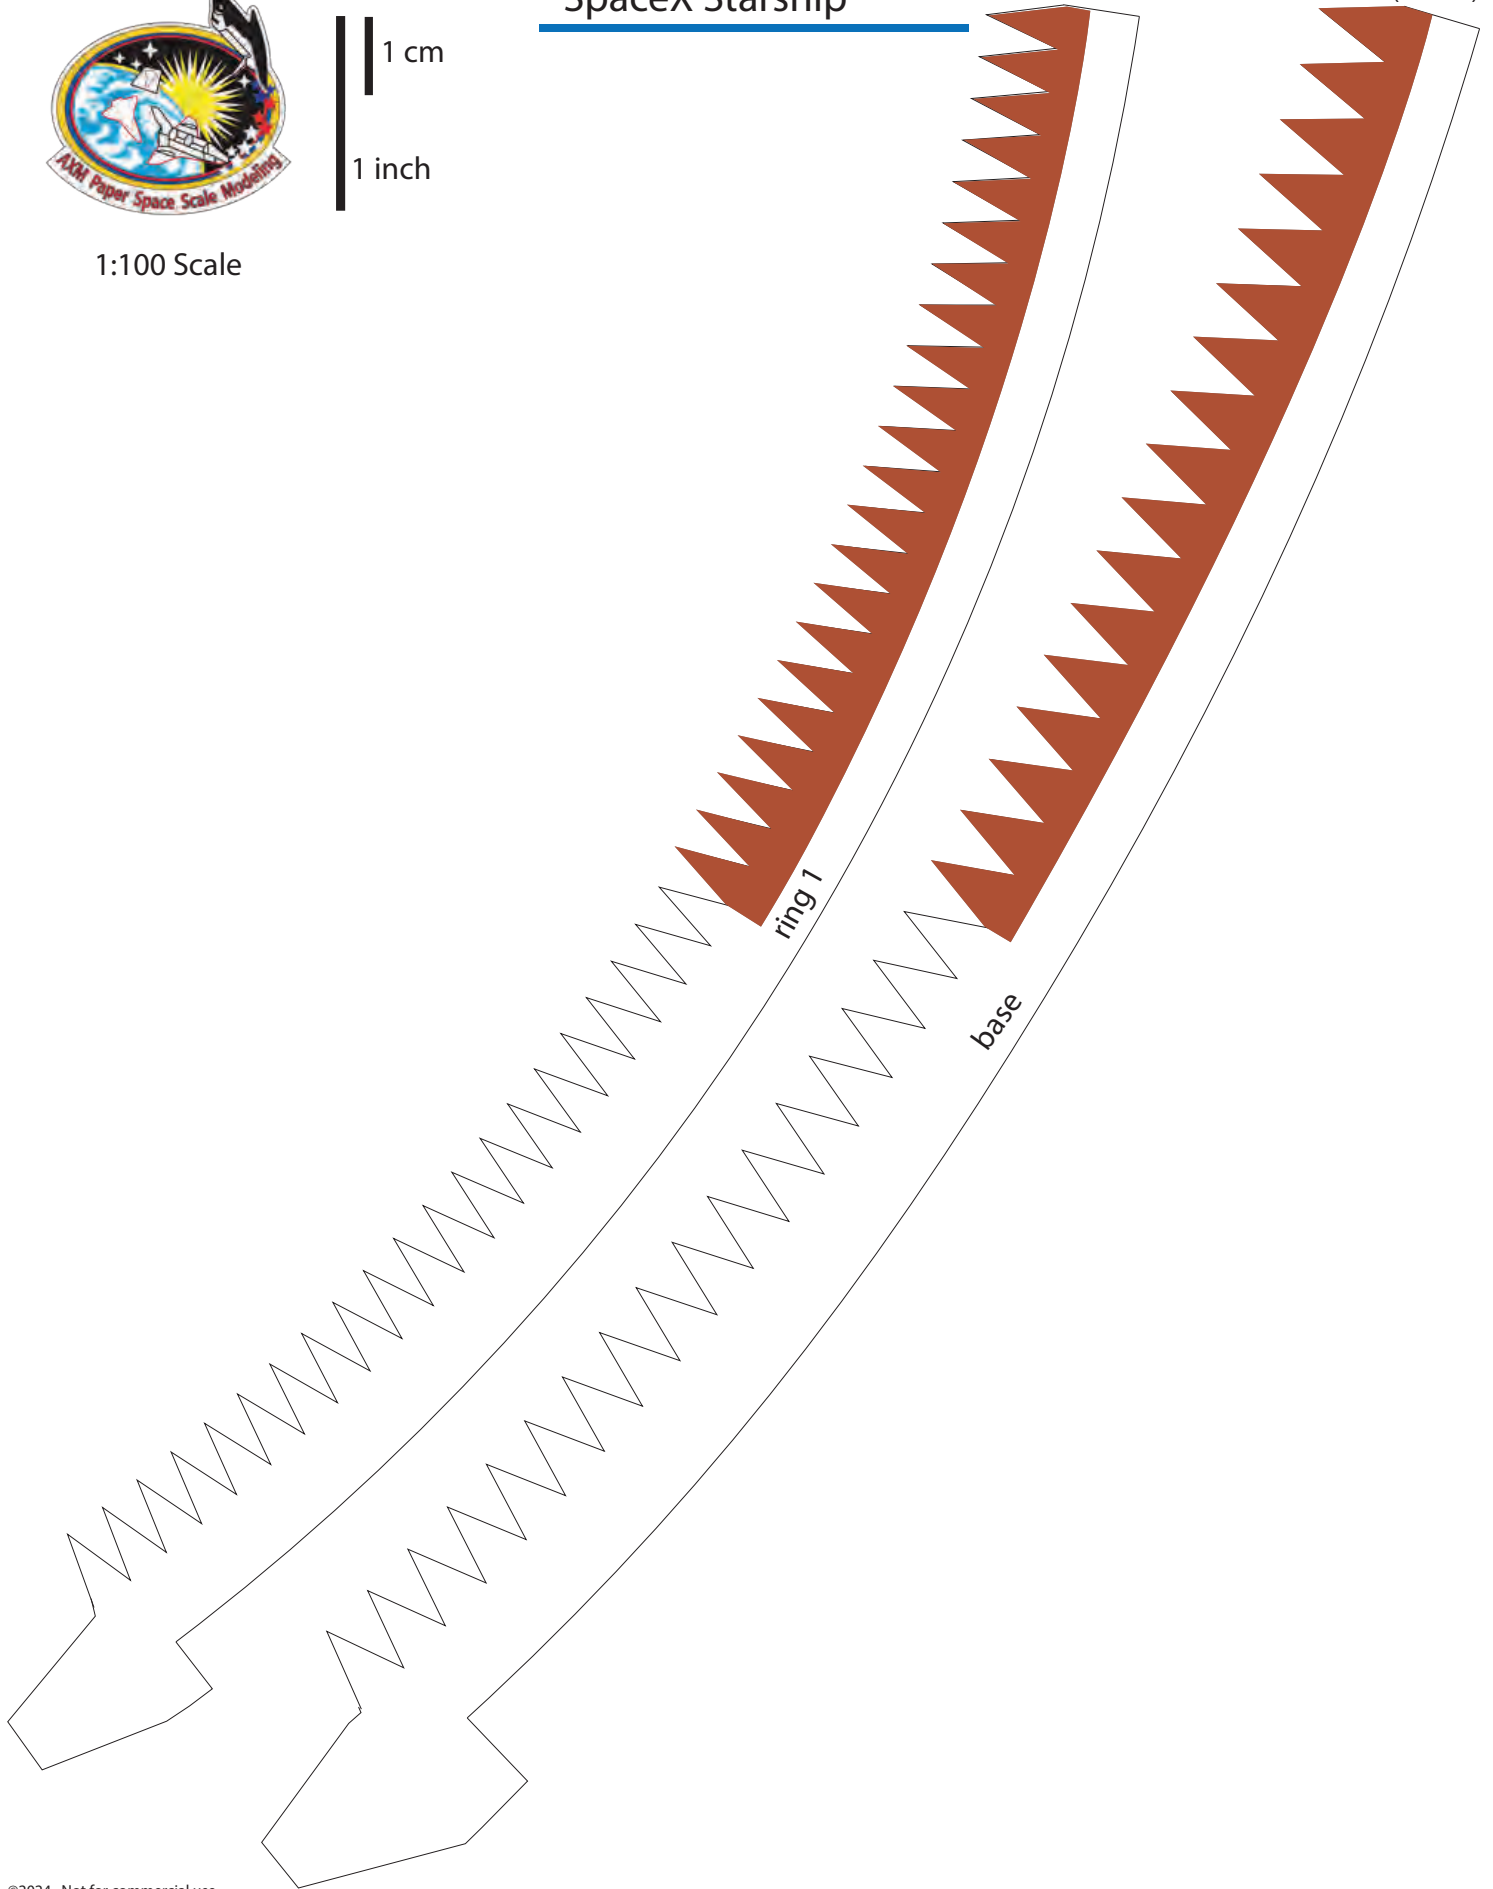 SpaceX Starship
1 cm
1 inch
AXM Paper Space Scale Modeling
1:100 Scale
ring 1
base